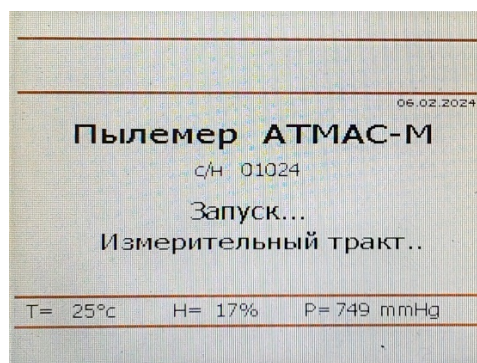 06.02.2024
Пылемер АТМАС-М
с/н 01024
Запуск...
Измерительный тракт..
T= 25°c H= 17% P= 749 mmHg